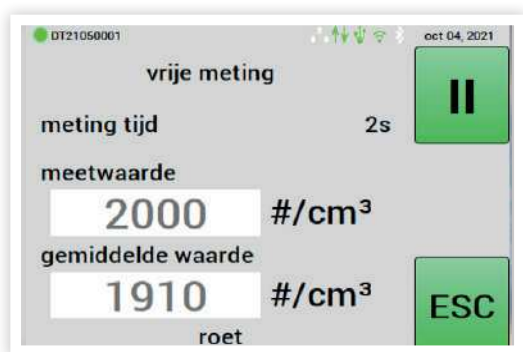 DT21050001 oct 04, 2021
vrije meting
meting tijd 2s
meetwaarde
2000 #/cm³
gemiddelde waarde
1910 #/cm³
ESC
roet